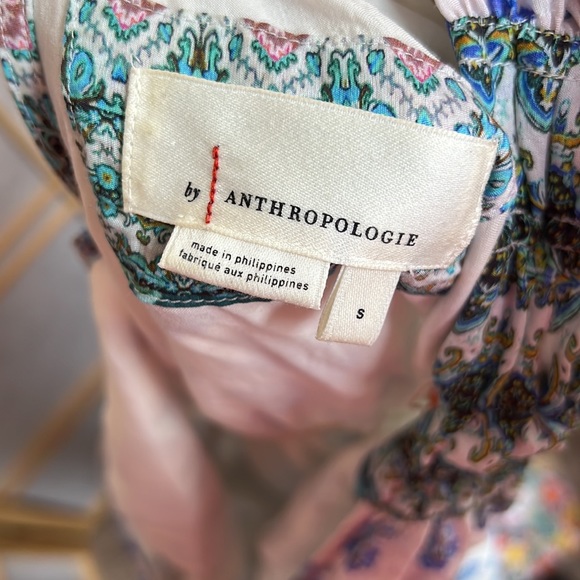 by ANTHROPOLOGIE
made in philippines
fabriqué aux philippines
S